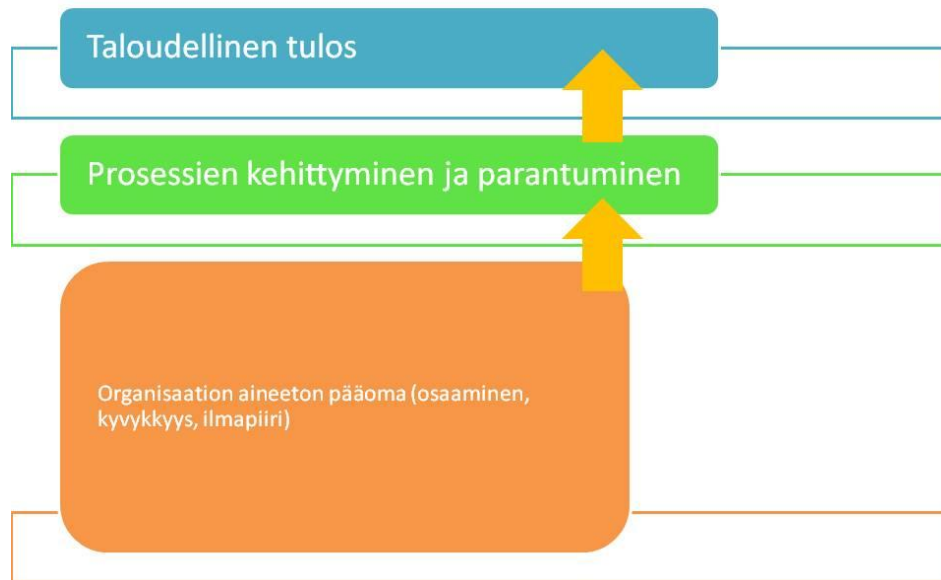 Taloudellinen tulos
Prosessien kehittyminen ja parantuminen
Organisaation aineeton pääoma (osaaminen,
kyvykkyys, ilmapiiri)